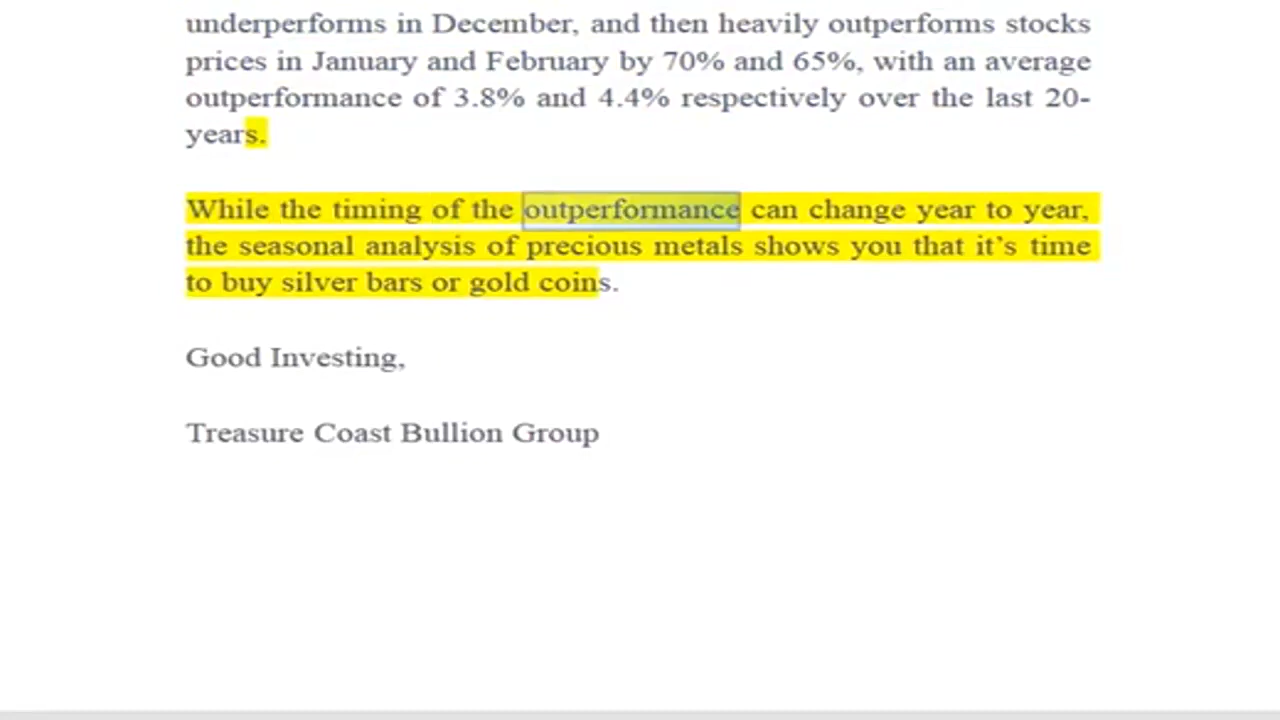 underperforms in December, and then heavily outperforms stocks
prices in January and February by 70% and 65%, with an average
outperformance of 3.8% and 4.4% respectively over the last 20-
years.
While the timing of the outperformance can change year to year,
the seasonal analysis of precious metals shows you that it’s time
to buy silver bars or gold coins.
Good Investing,
Treasure Coast Bullion Group